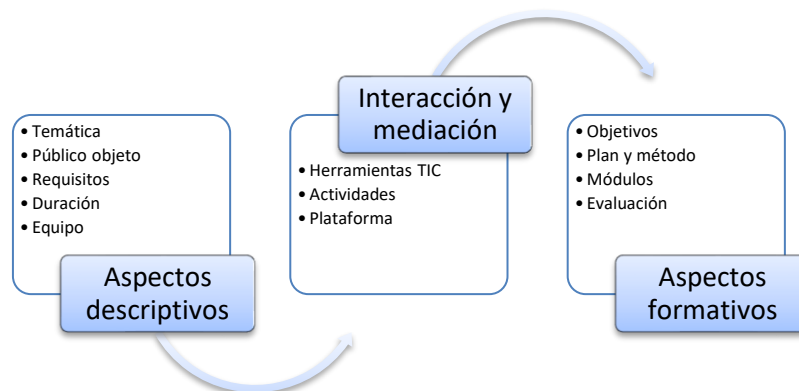 • Temática
• Público objeto
• Requisitos
• Duración
• Equipo
Aspectos
descriptivos
Interacción y
mediación
• Herramientas TIC
• Actividades
• Plataforma
• Objetivos
• Plan y método
• Módulos
• Evaluación
Aspectos
formativos